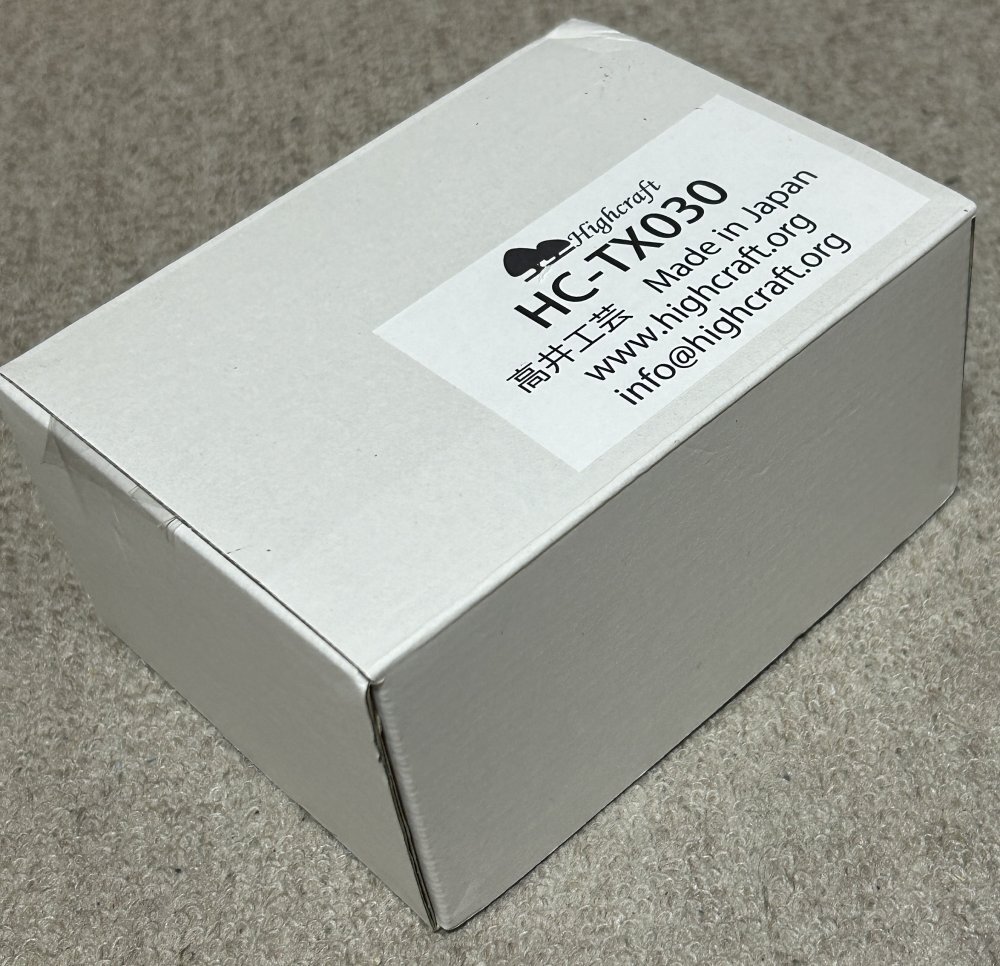 Highcraft
HC-TX030
高井工芸 Made in Japan
www.highcraft.org
info@highcraft.org